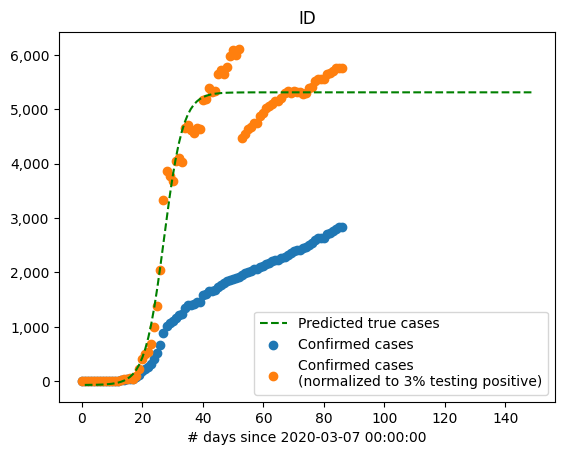 ID
6,000
5,000
4,000
3,000
2,000
1,000
0
Predicted true cases
Confirmed cases
Confirmed cases
(normalized to 3% testing positive)
0 20 40 60 80 100 120 140
# days since 2020-03-07 00:00:00